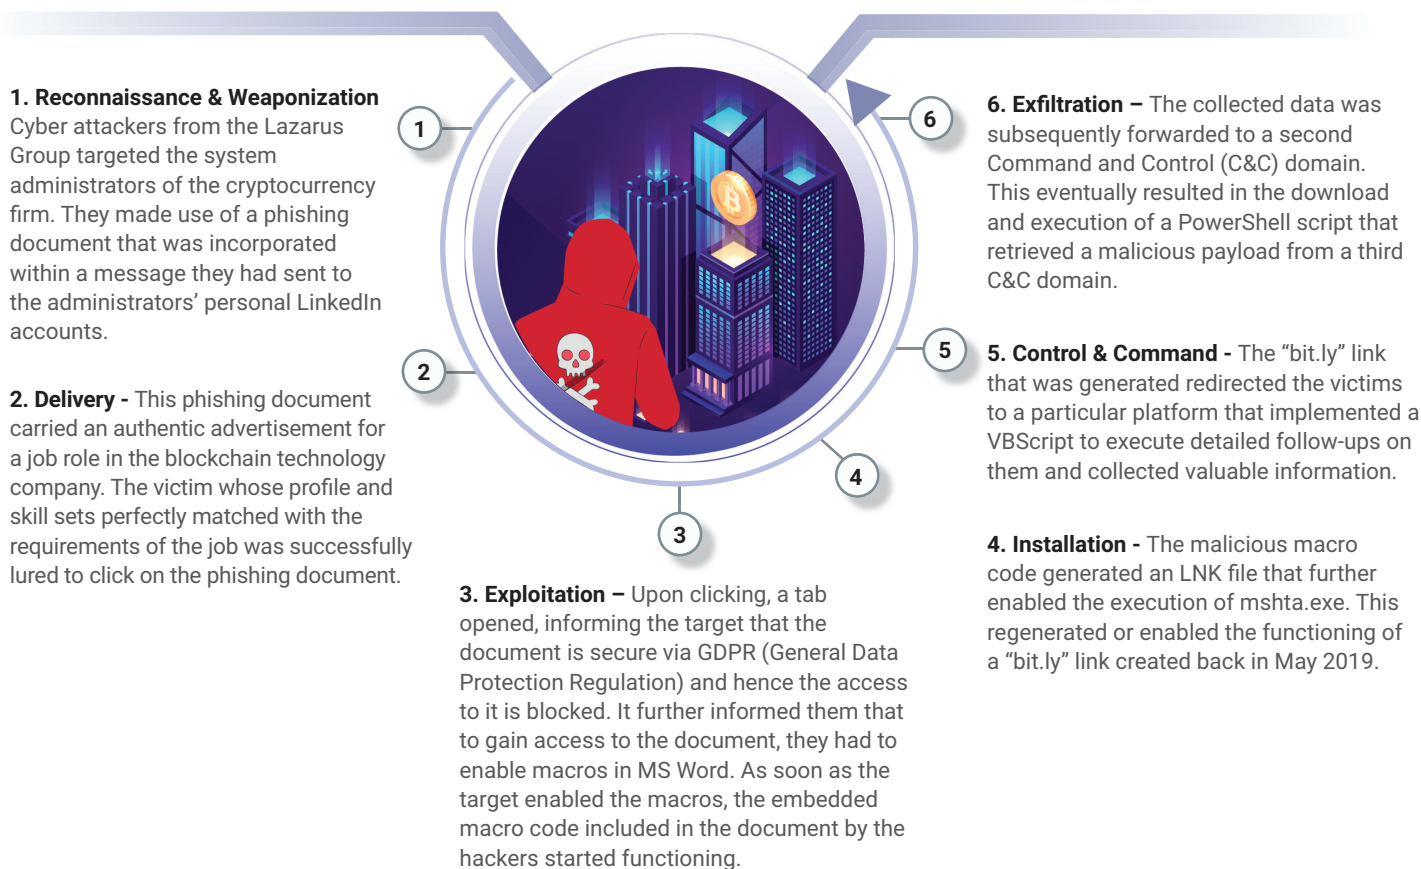 1. Reconnaissance & Weaponization
Cyber attackers from the Lazarus
Group targeted the system
administrators of the cryptocurrency
firm. They made use of a phishing
document that was incorporated
within a message they had sent to
the administrators’ personal LinkedIn
accounts.
2. Delivery - This phishing document
carried an authentic advertisement for
a job role in the blockchain technology
company. The victim whose profile and
skill sets perfectly matched with the
requirements of the job was successfully
lured to click on the phishing document.
1
2
3
4
5
6
B
3. Exploitation – Upon clicking, a tab
opened, informing the target that the
document is secure via GDPR (General Data
Protection Regulation) and hence the access
to it is blocked. It further informed them that
to gain access to the document, they had to
enable macros in MS Word. As soon as the
target enabled the macros, the embedded
macro code included in the document by the
hackers started functioning.
6. Exfiltration – The collected data was
subsequently forwarded to a second
Command and Control (C&C) domain.
This eventually resulted in the download
and execution of a PowerShell script that
retrieved a malicious payload from a third
C&C domain.
5. Control & Command - The “bit.ly” link
that was generated redirected the victims
to a particular platform that implemented a
VBScript to execute detailed follow-ups on
them and collected valuable information.
4. Installation - The malicious macro
code generated an LNK file that further
enabled the execution of mshta.exe. This
regenerated or enabled the functioning of
a “bit.ly” link created back in May 2019.